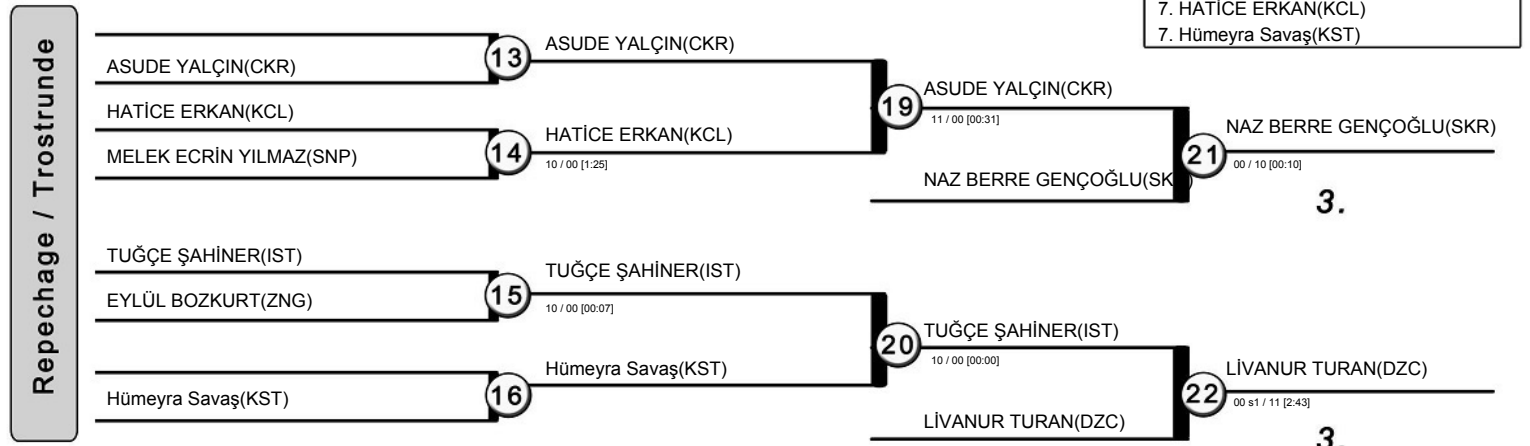 7. HATİCE ERKAN(KCL)
7. Hümeyra Savaş(KST)
Repechage / Trostrunde
ASUDE YALÇIN(CKR)
13
ASUDE YALÇIN(CKR)
HATİCE ERKAN(KCL)
MELEK ECRİN YILMAZ(SNP)
14
HATİCE ERKAN(KCL)
10 / 00 [1:25]
19
ASUDE YALÇIN(CKR)
11 / 00 [00:31]
NAZ BERRE GENÇOĞLU(SK
21
NAZ BERRE GENÇOĞLU(SKR)
00 / 10 [00:10]
3.
TUĞÇE ŞAHİNER(IST)
EYLÜL BOZKURT(ZNG)
15
TUĞÇE ŞAHİNER(IST)
10 / 00 [00:07]
Hümeyra Savaş(KST)
16
Hümeyra Savaş(KST)
20
TUĞÇE ŞAHİNER(IST)
10 / 00 [00:00]
LİVANUR TURAN(DZC)
22
LİVANUR TURAN(DZC)
00 s1 / 11 [2:43]
3.